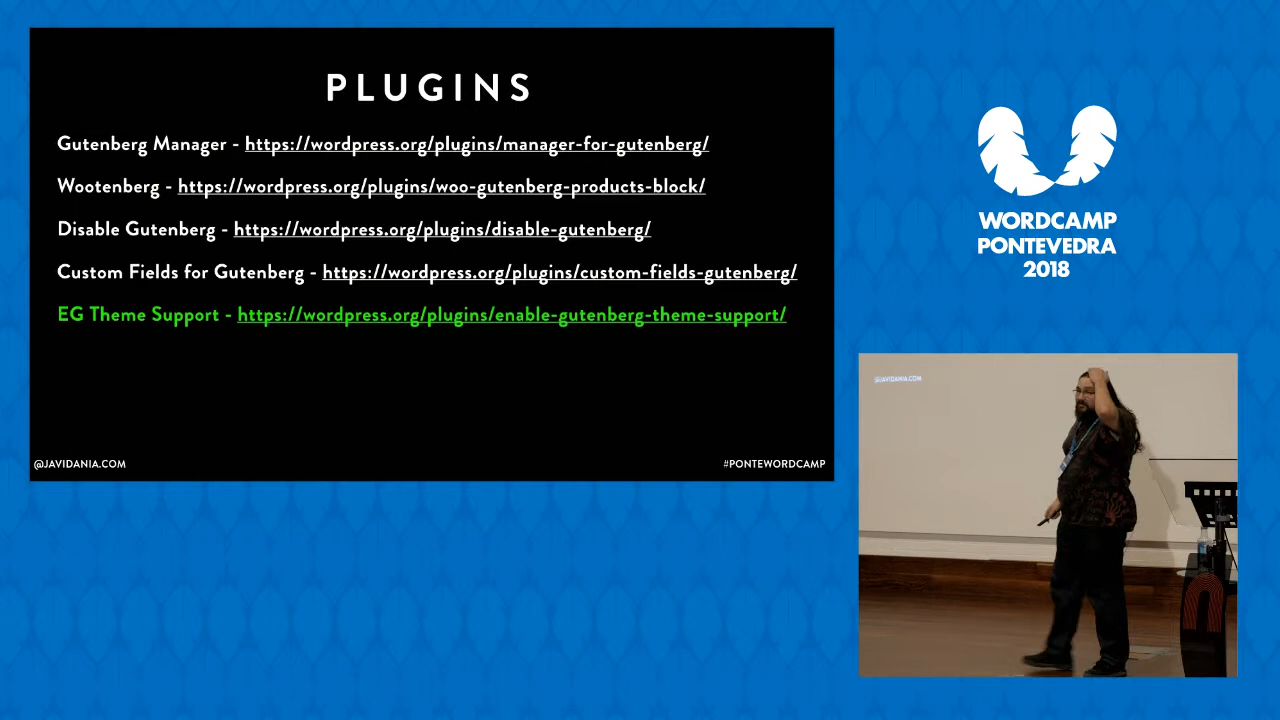 PLUGINS
Gutenberg Manager - https://wordpress.org/plugins/manager-for-gutenberg/
Wootenberg - https://wordpress.org/plugins/woo-gutenberg-products-block/
Disable Gutenberg - https://wordpress.org/plugins/disable-gutenberg/
Custom Fields for Gutenberg - https://wordpress.org/plugins/custom-fields-gutenberg/
EG Theme Support - https://wordpress.org/plugins/enable-gutenberg-theme-support/
@JAVIDANIA.COM
#PONTEWORDCAMP
WORDCAMP
PONTEVEDRA
2018
@JAVIDANIA.COM